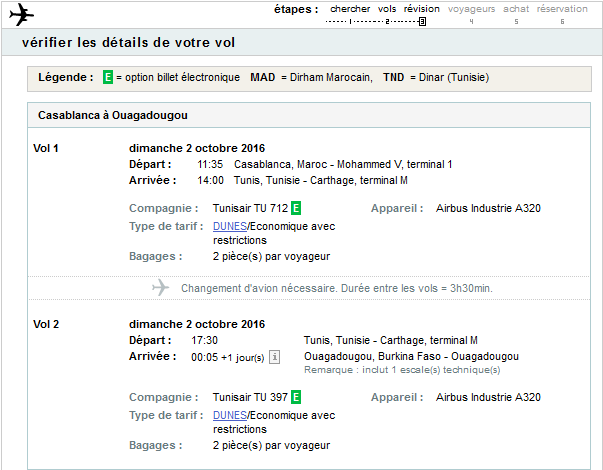 étapes : chercher vols révision voyageurs achat réservation
1 2 3 4 5 6
vérifier les détails de votre vol
Légende : E = option billet électronique MAD = Dirham Marocain, TND = Dinar (Tunisie)
Casablanca à Ouagadougou
Vol 1 dimanche 2 octobre 2016
Départ : 11:35 Casablanca, Maroc - Mohammed V, terminal 1
Arrivée : 14:00 Tunis, Tunisie - Carthage, terminal M
Compagnie : Tunisair TU 712 E Appareil : Airbus Industrie A320
Type de tarif : DUNES/Economique avec
restrictions
Bagages : 2 pièce(s) par voyageur
Changement d'avion nécessaire. Durée entre les vols = 3h30min.
Vol 2 dimanche 2 octobre 2016
Départ : 17:30 Tunis, Tunisie - Carthage, terminal M
Arrivée : 00:05 +1 jour(s) i Ouagadougou, Burkina Faso - Ouagadougou
Remarque : inclut 1 escale(s) technique(s)
Compagnie : Tunisair TU 397 E Appareil : Airbus Industrie A320
Type de tarif : DUNES/Economique avec
restrictions
Bagages : 2 pièce(s) par voyageur